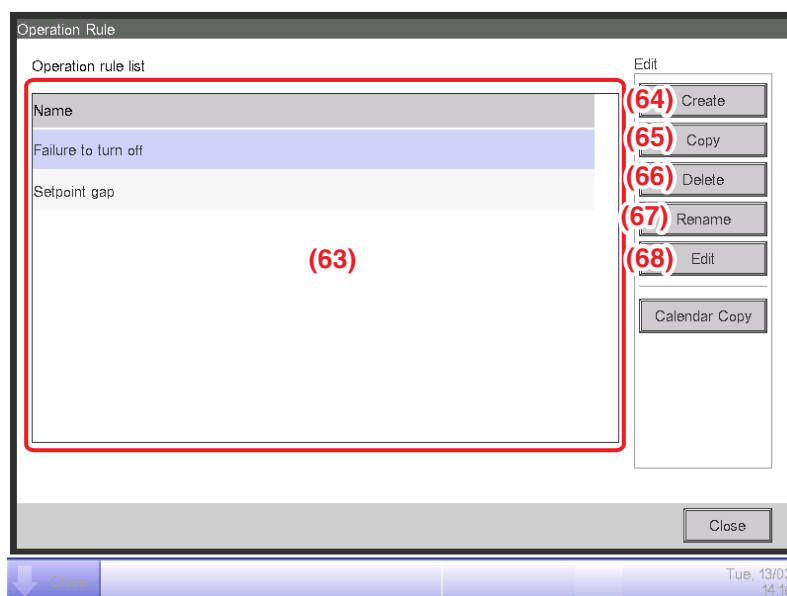 Operation Rule
Operation rule list
Edit
Name
Failure to turn off
Setpoint gap
(63)
(64) Create
(65) Copy
(66) Delete
(67) Rename
(68) Edit
Calendar Copy
Close
Tue, 13/03